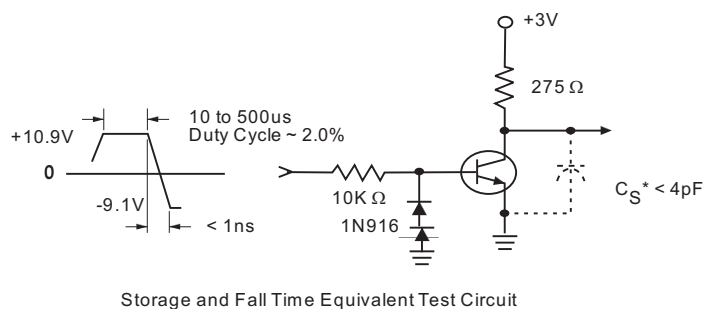 +3V
275 Ω
10 to 500us
Duty Cycle ~ 2.0%
+10.9V
0
-9.1V
< 1ns
10K Ω
1N916
C_S* < 4pF
Storage and Fall Time Equivalent Test Circuit